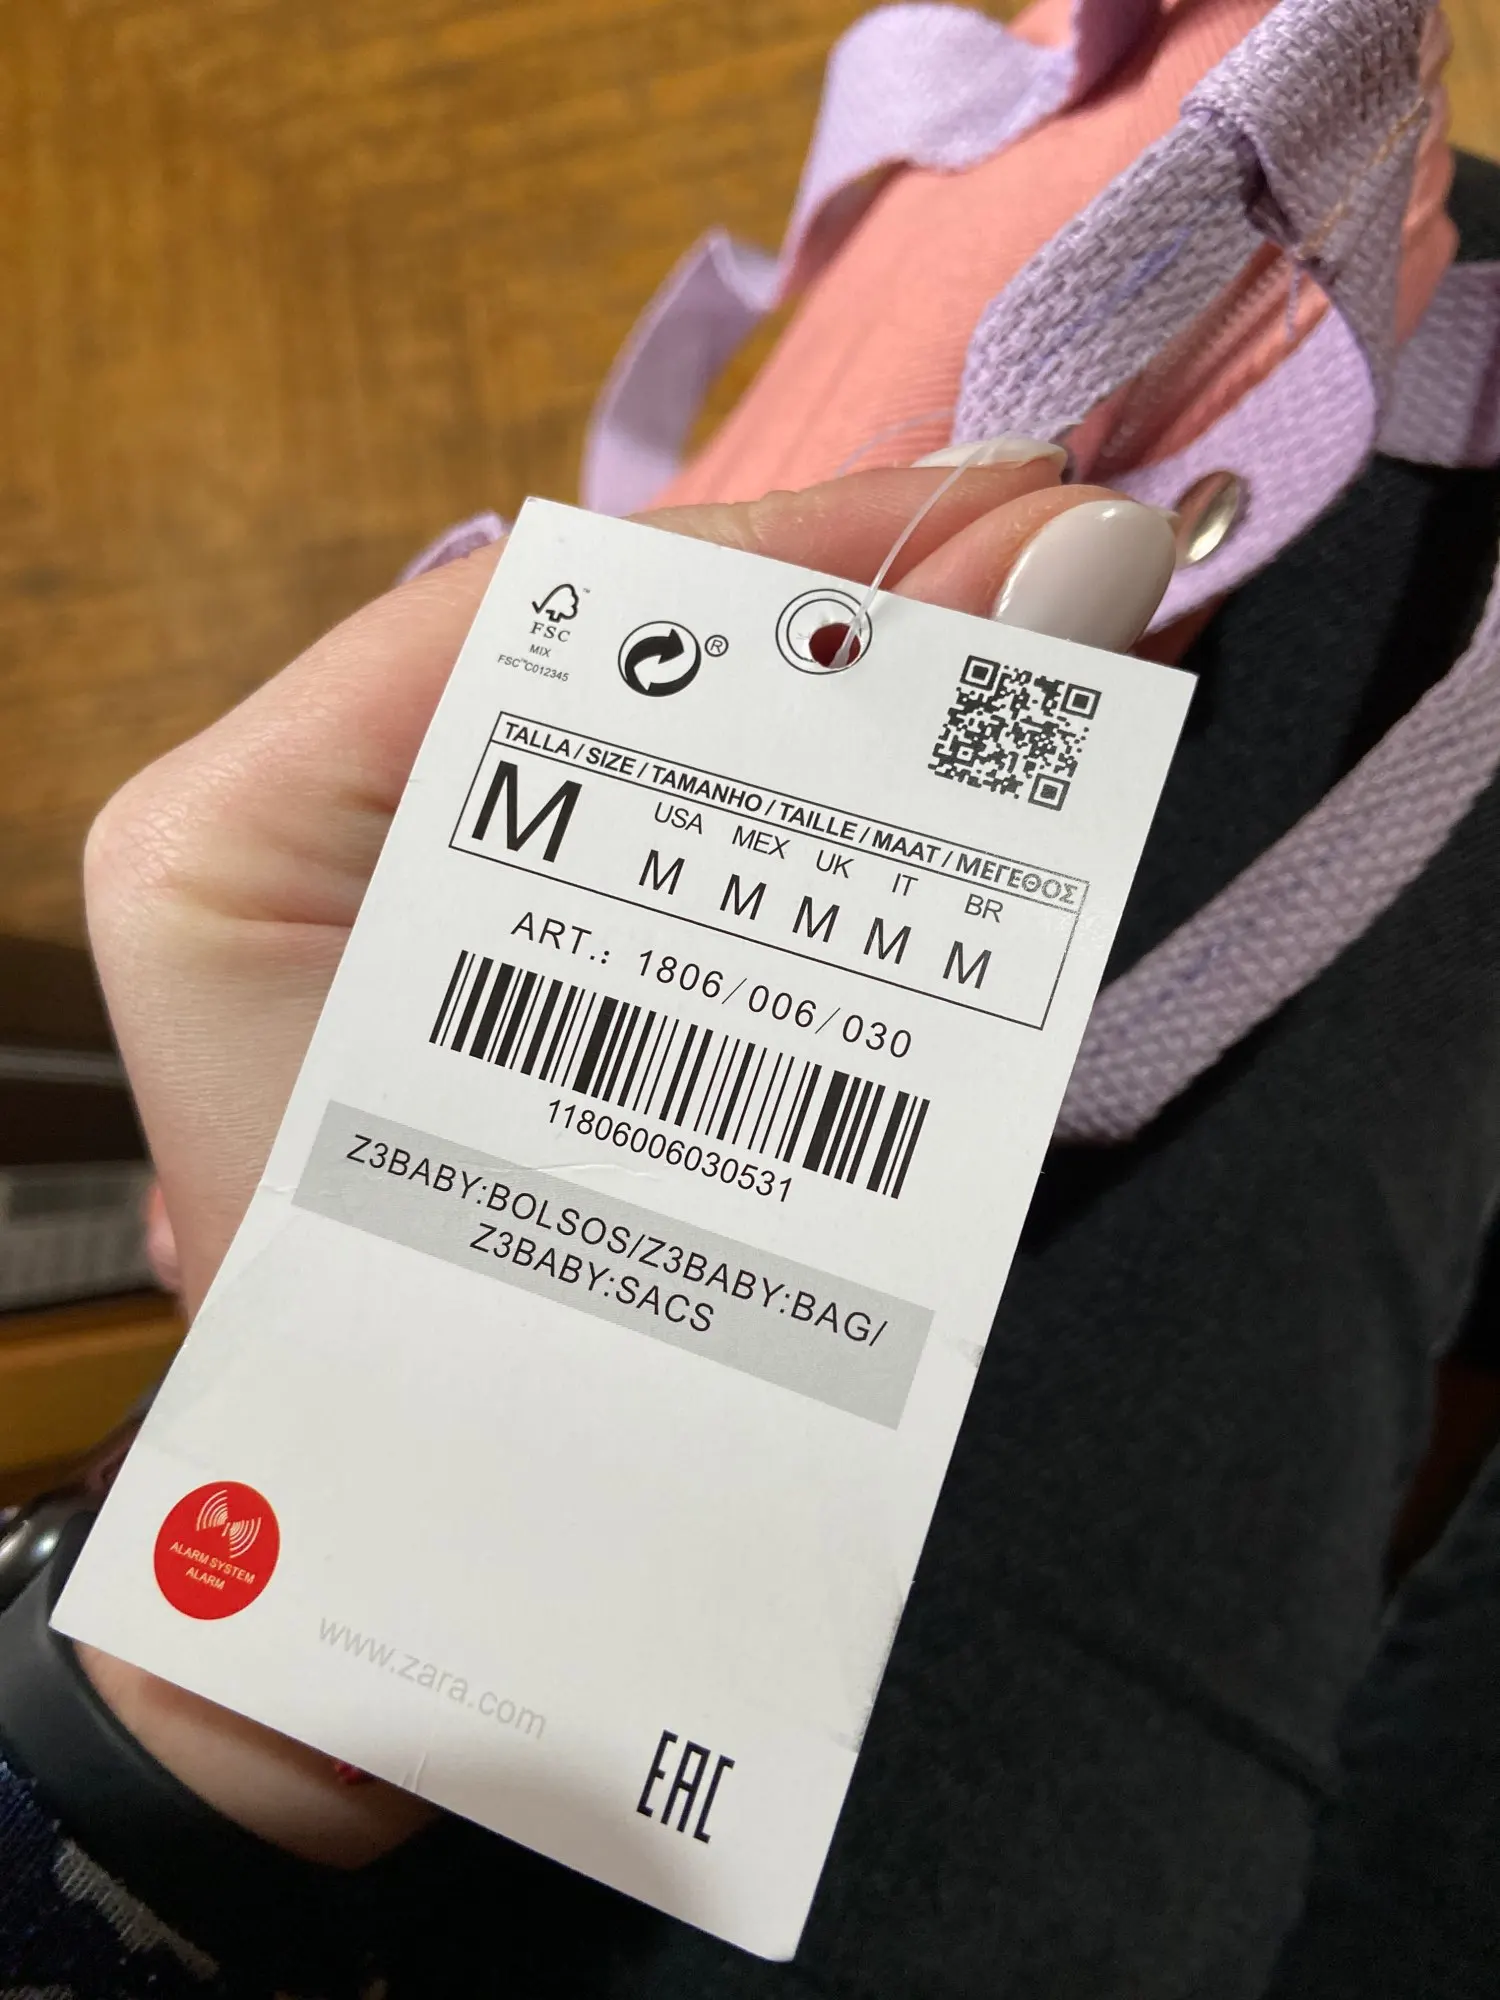 FSC™
MIX
FSC™C012345
®
TALLA / SIZE / TAMANHO / TAILLE / MAAT / ΜΕΓΕΘΟΣ
M
USA MEX UK IT BR
M M M M M
ART.: 1806/006/030
11806006030531
Z3BABY:BOLSOS/Z3BABY:BAG/
Z3BABY:SACS
ALARM SYSTEM
ALARM
www.zara.com
EAC